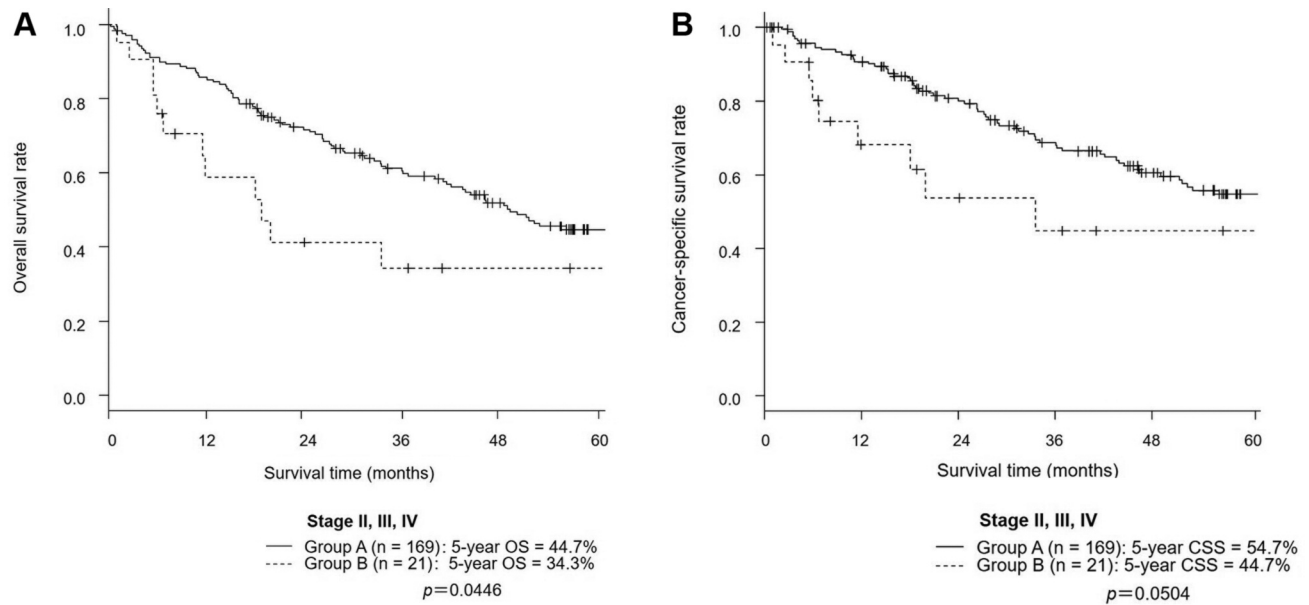 A
1.0
0.8
0.6
0.4
0.2
0.0
Overall survival rate
0 12 24 36 48 60
Survival time (months)
Stage II, III, IV
Group A (n = 169): 5-year OS = 44.7%
Group B (n = 21): 5-year OS = 34.3%
p=0.0446
B
1.0
0.8
0.6
0.4
0.2
0.0
Cancer-specific survival rate
0 12 24 36 48 60
Survival time (months)
Stage II, III, IV
Group A (n = 169): 5-year CSS = 54.7%
Group B (n = 21): 5-year CSS = 44.7%
p=0.0504